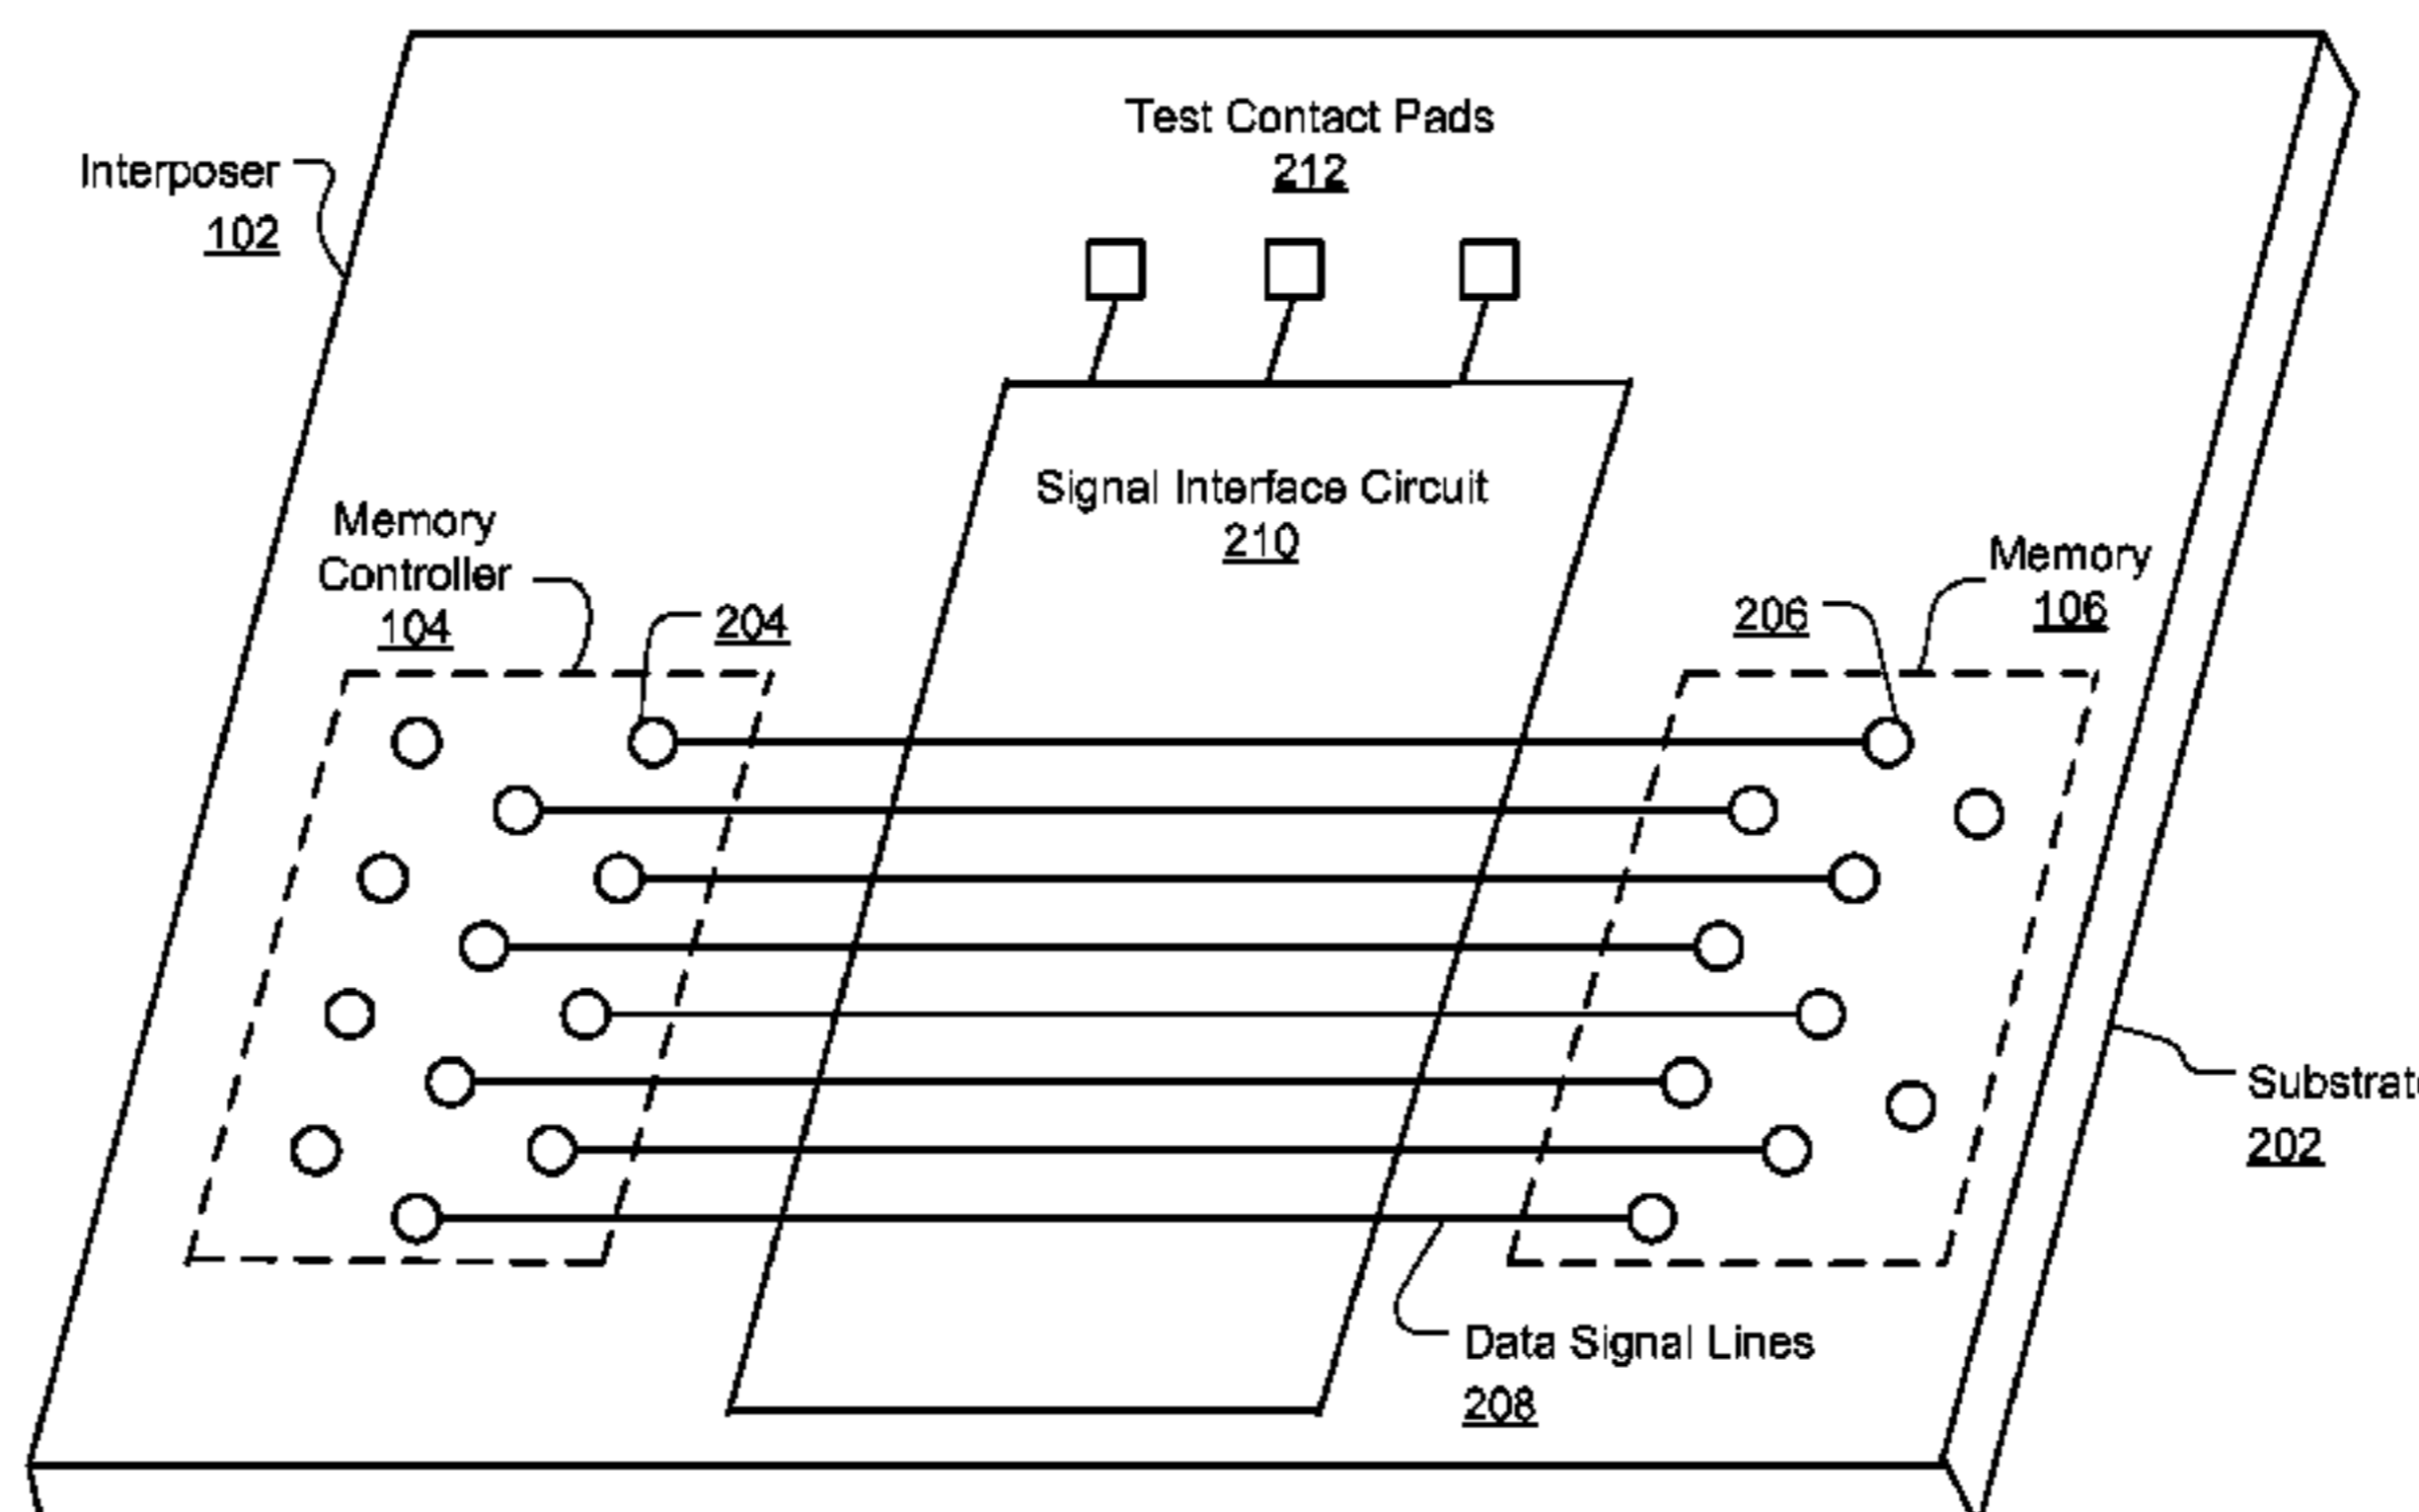 Test Contact Pads
212
Interposer
102
Signal Interface Circuit
210
Memory
Controller
104
204
206
Memory
106
Substrate
202
Data Signal Lines
208